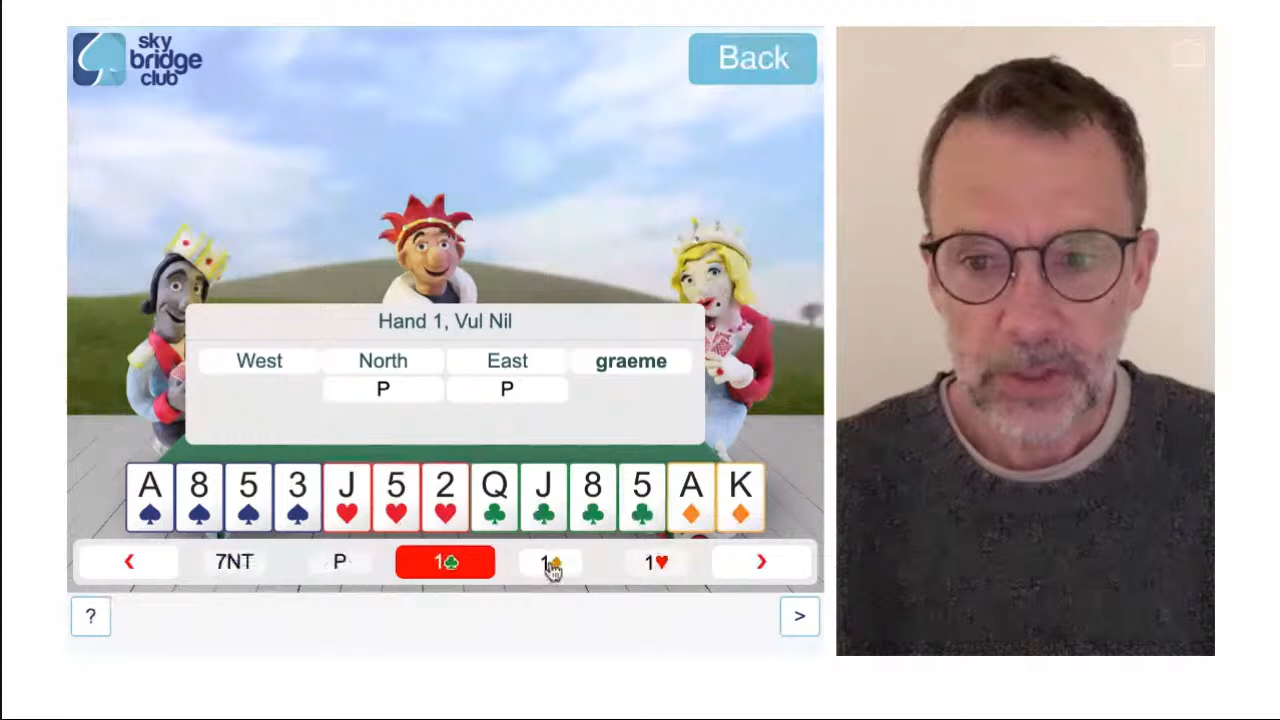 sky
bridge
club
Back
Hand 1, Vul Nil
West North East graeme
P P
A 8 5 3 J 5 2 Q J 8 5 A K
♠ ♠ ♠ ♠ ♥ ♥ ♥ ♣ ♣ ♣ ♣ ♦ ♦
< 7NT P 1♣ 1♦ 1♥ >
? >